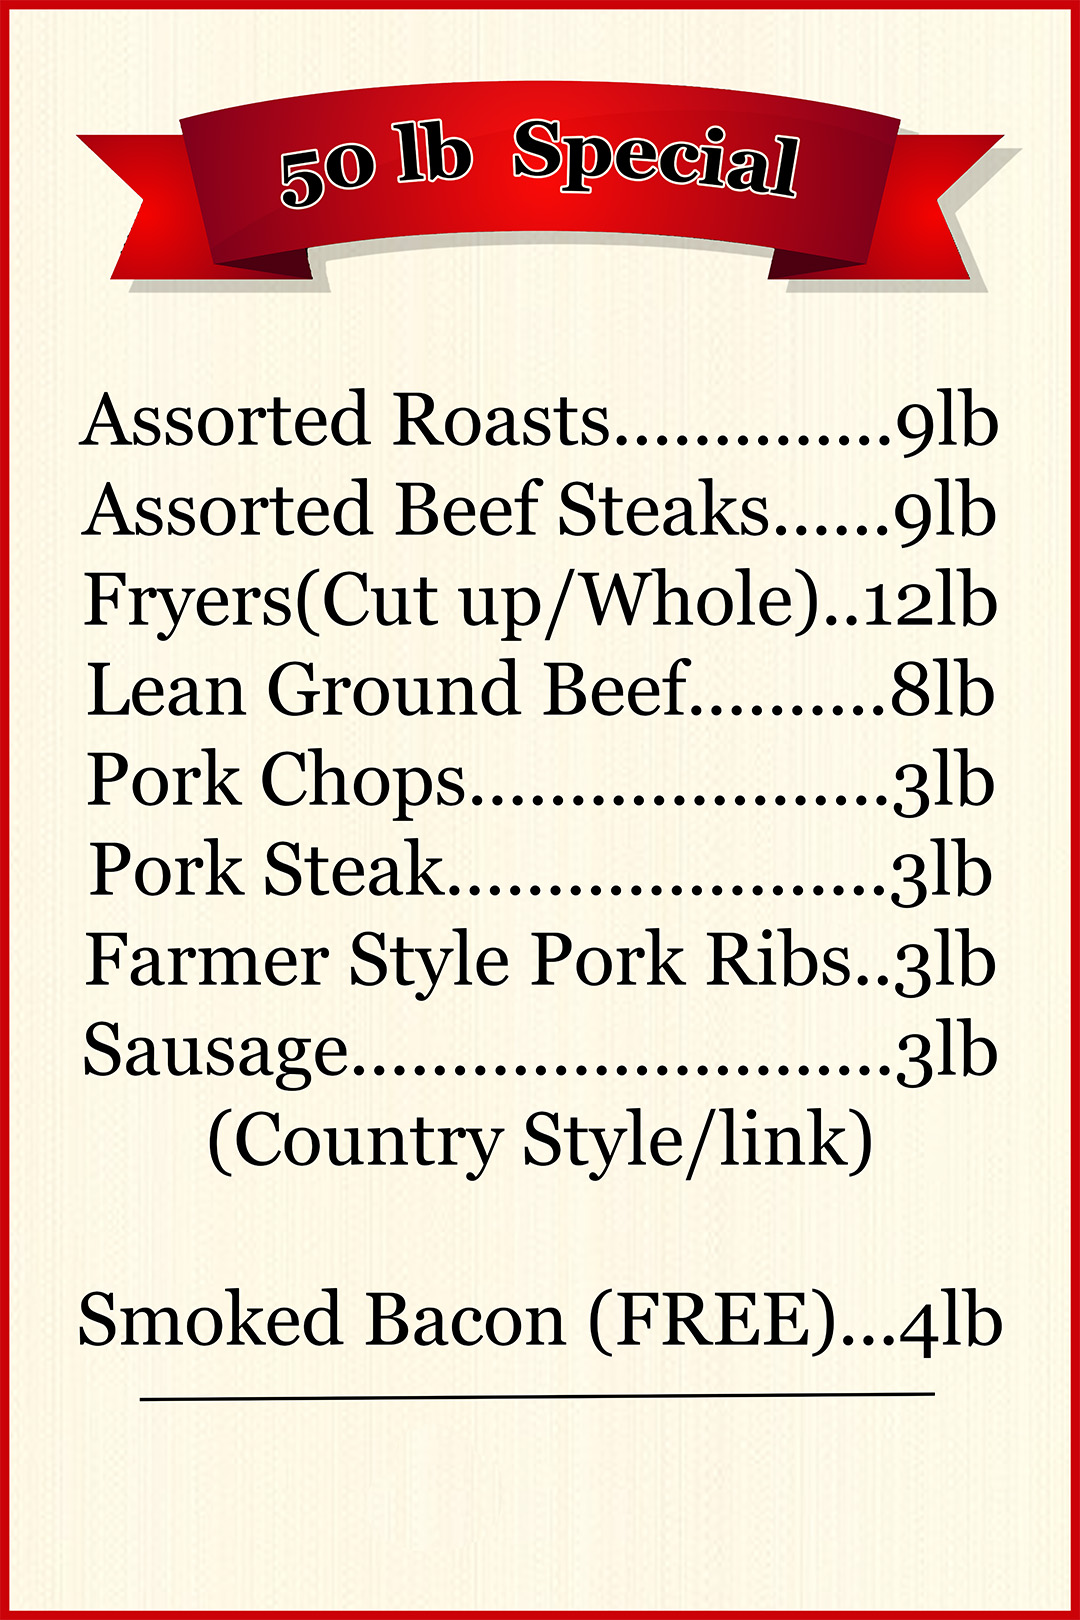 50 lb Special
Assorted Roasts..............9lb
Assorted Beef Steaks......9lb
Fryers(Cut up/Whole)..12lb
Lean Ground Beef..........8lb
Pork Chops.....................3lb
Pork Steak......................3lb
Farmer Style Pork Ribs..3lb
Sausage...........................3lb
(Country Style/link)
Smoked Bacon (FREE)...4lb